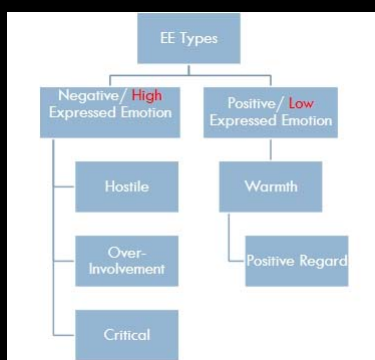 EE Types
Negative/ High
Expressed Emotion
Positive/ Low
Expressed Emotion
Hostile
Warmth
Over-
Involvement
Positive Regard
Critical